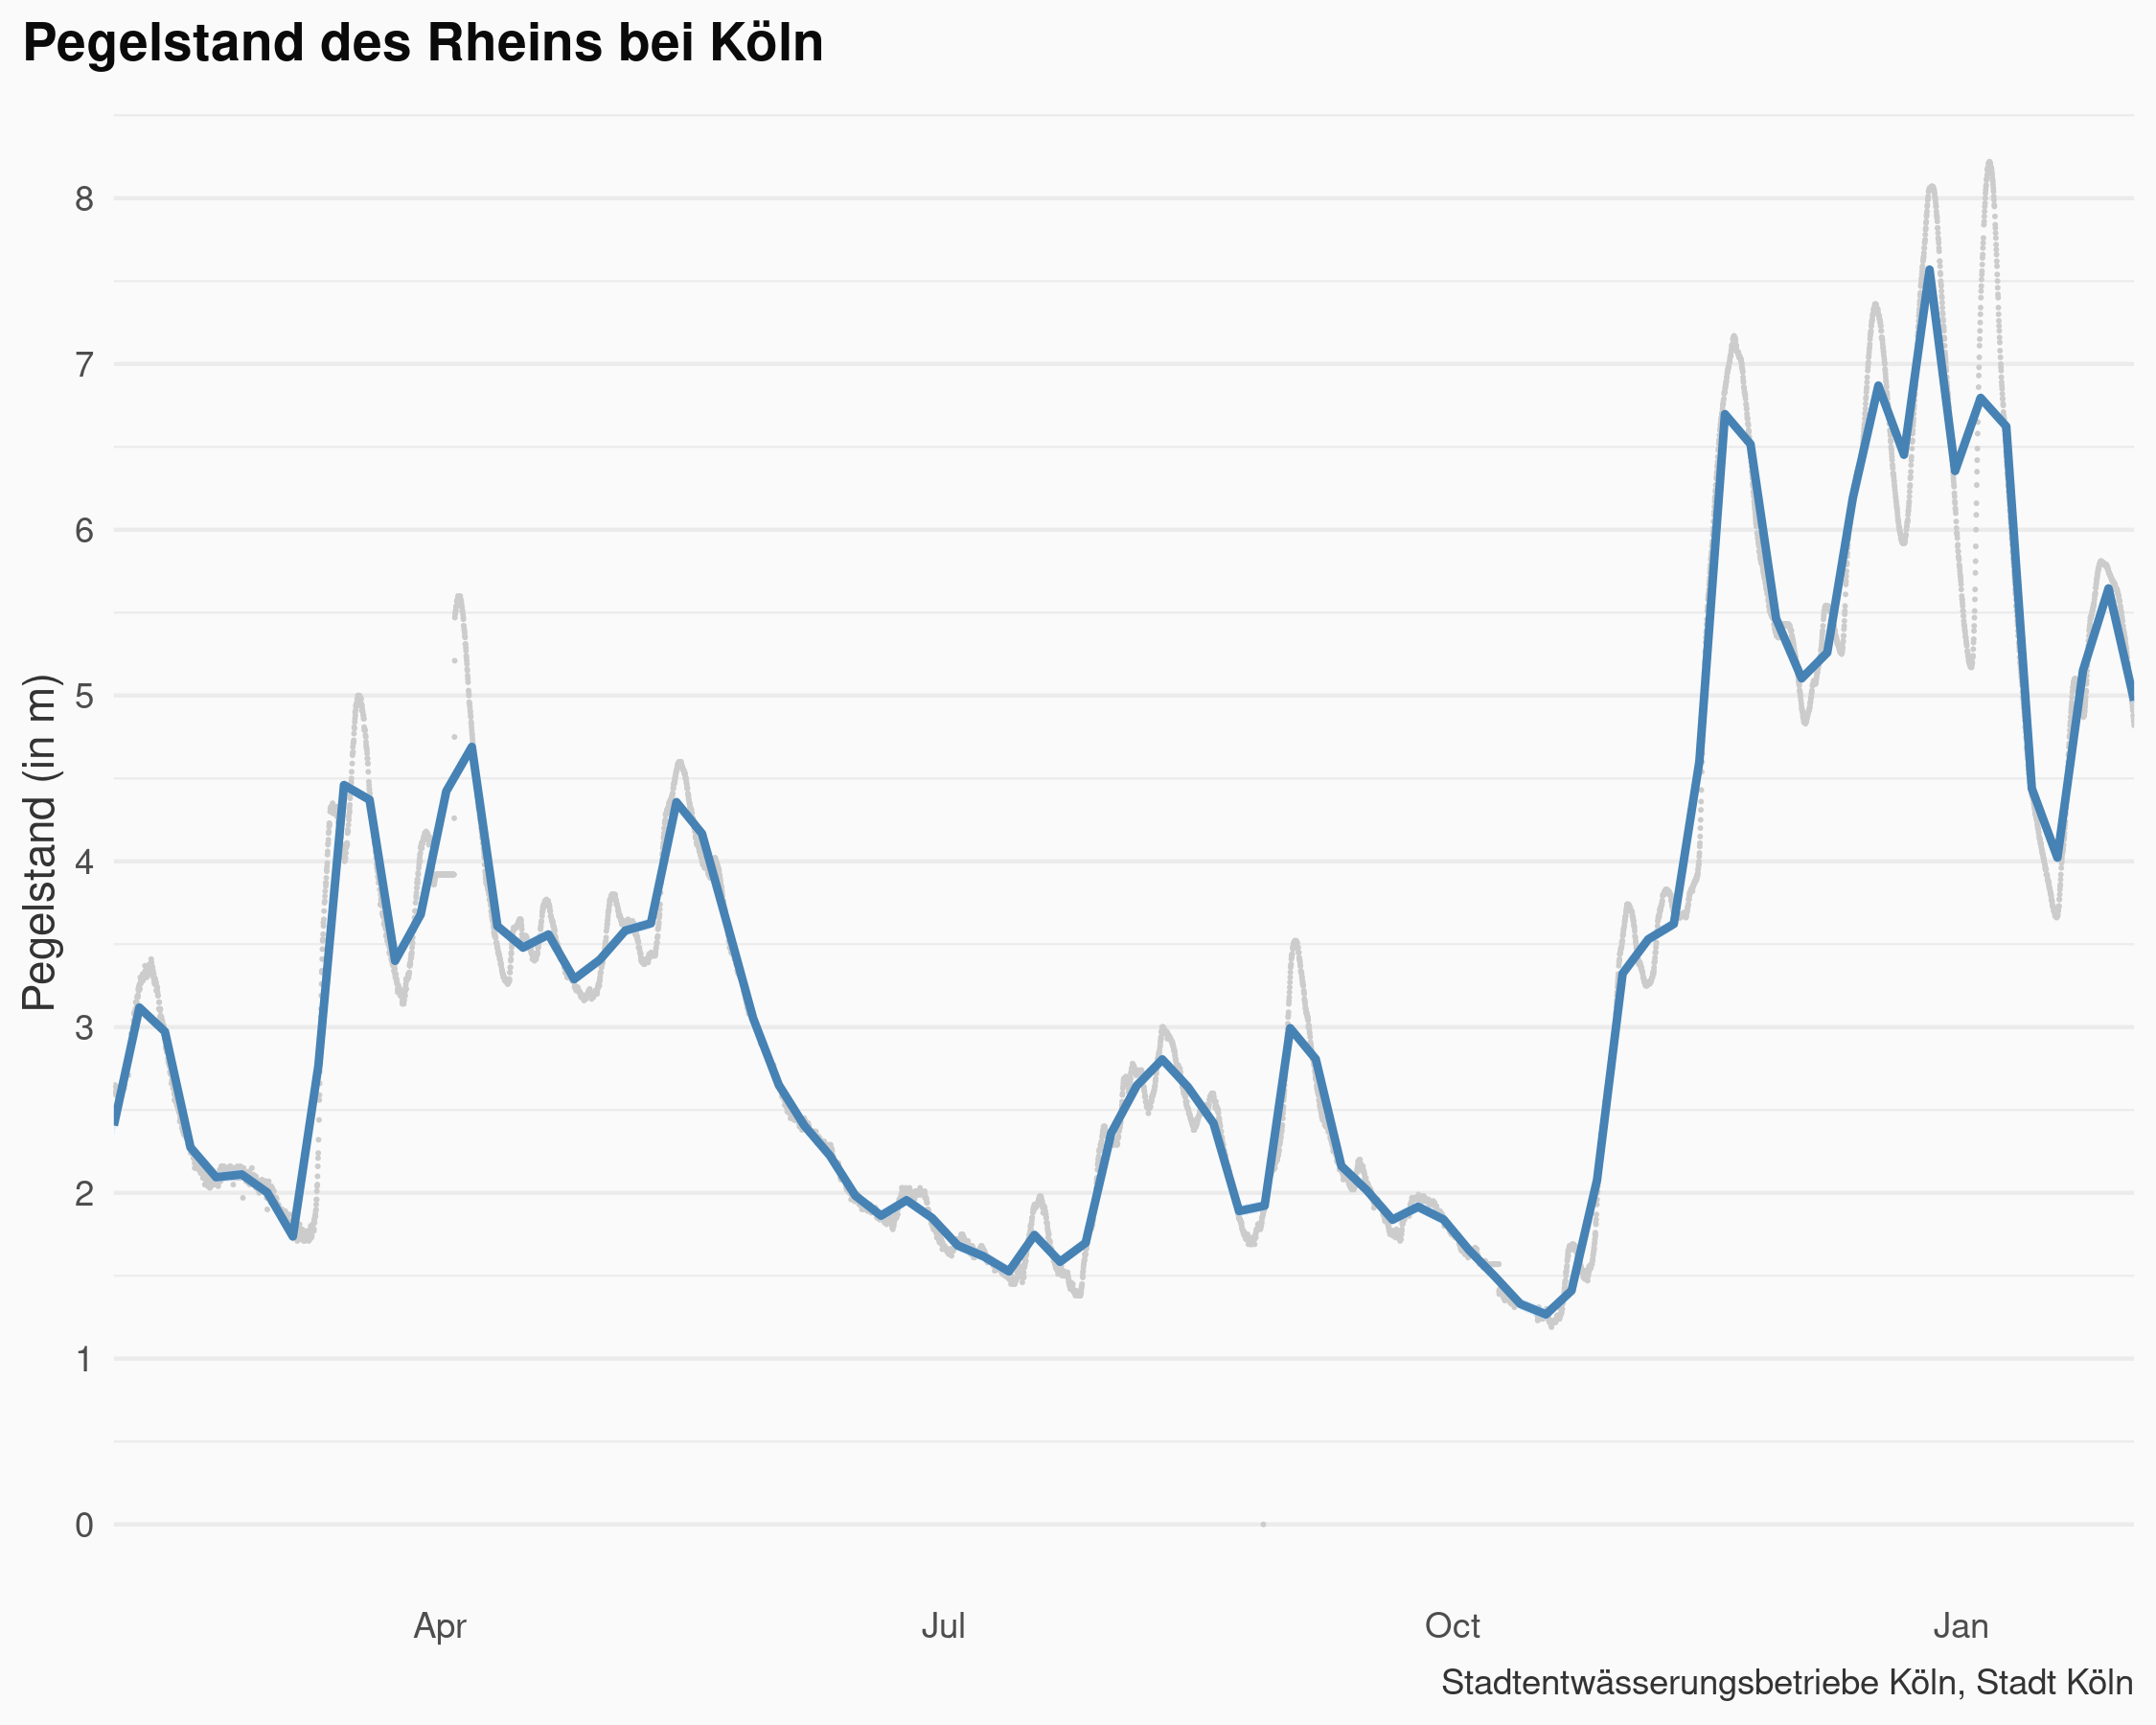 Pegelstand des Rheins bei Köln
Pegelstand (in m)
8
7
6
5
4
3
2
1
0
Apr Jul Oct Jan
Stadtentwässerungsbetriebe Köln, Stadt Köln